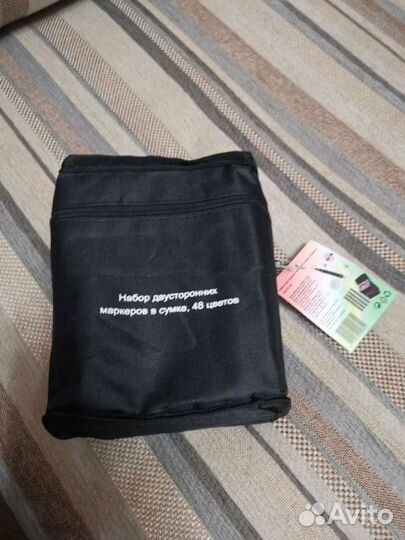 Набор двусторонних
маркеров в сумке, 48 цветов
Avito